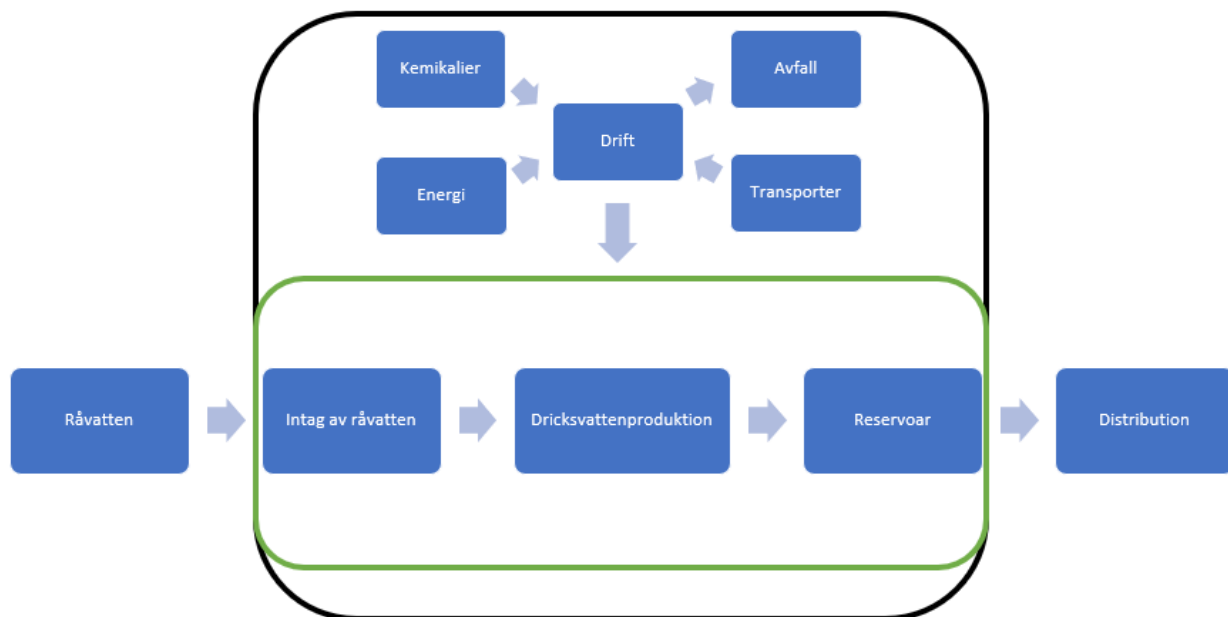 Kemikalier
Avfall
Drift
Energi
Transporter
Råvatten
Intag av råvatten
Dricksvattenproduktion
Reservoar
Distribution